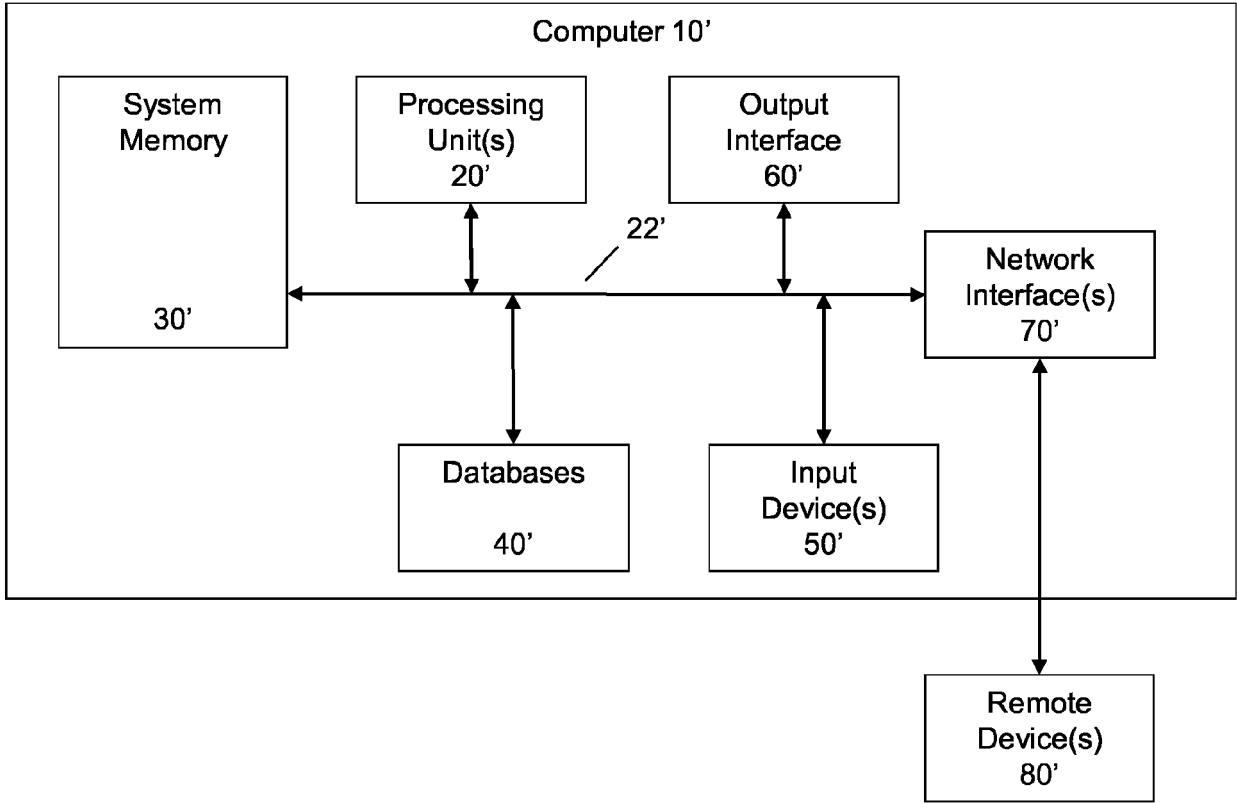 Computer 10’
System
Memory
30’
Processing
Unit(s)
20’
Output
Interface
60’
22’
Network
Interface(s)
70’
Databases
40’
Input
Device(s)
50’
Remote
Device(s)
80’